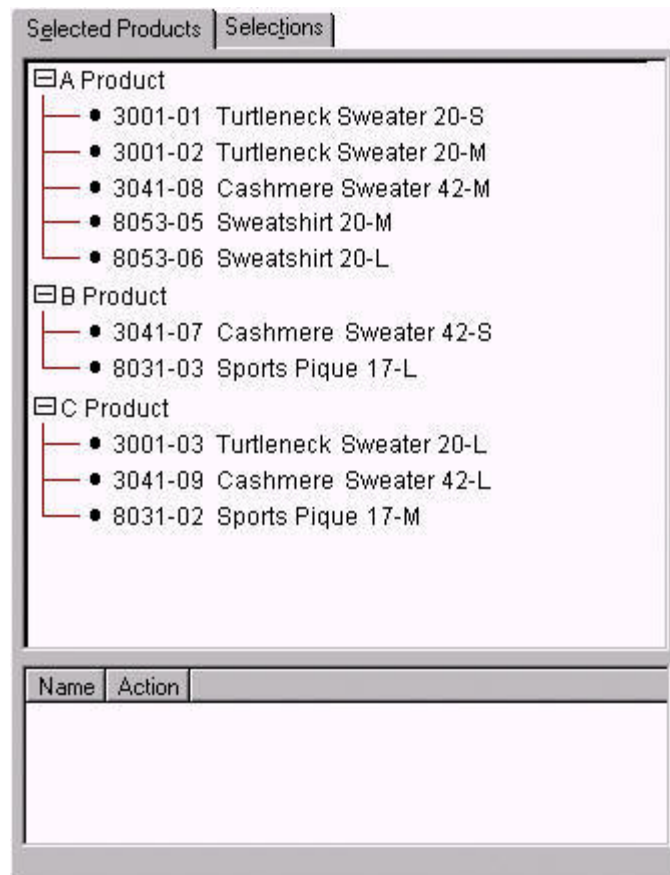 Selected Products Selections
A Product
3001-01 Turtleneck Sweater 20-S
3001-02 Turtleneck Sweater 20-M
3041-08 Cashmere Sweater 42-M
8053-05 Sweatshirt 20-M
8053-06 Sweatshirt 20-L
B Product
3041-07 Cashmere Sweater 42-S
8031-03 Sports Pique 17-L
C Product
3001-03 Turtleneck Sweater 20-L
3041-09 Cashmere Sweater 42-L
8031-02 Sports Pique 17-M
Name Action